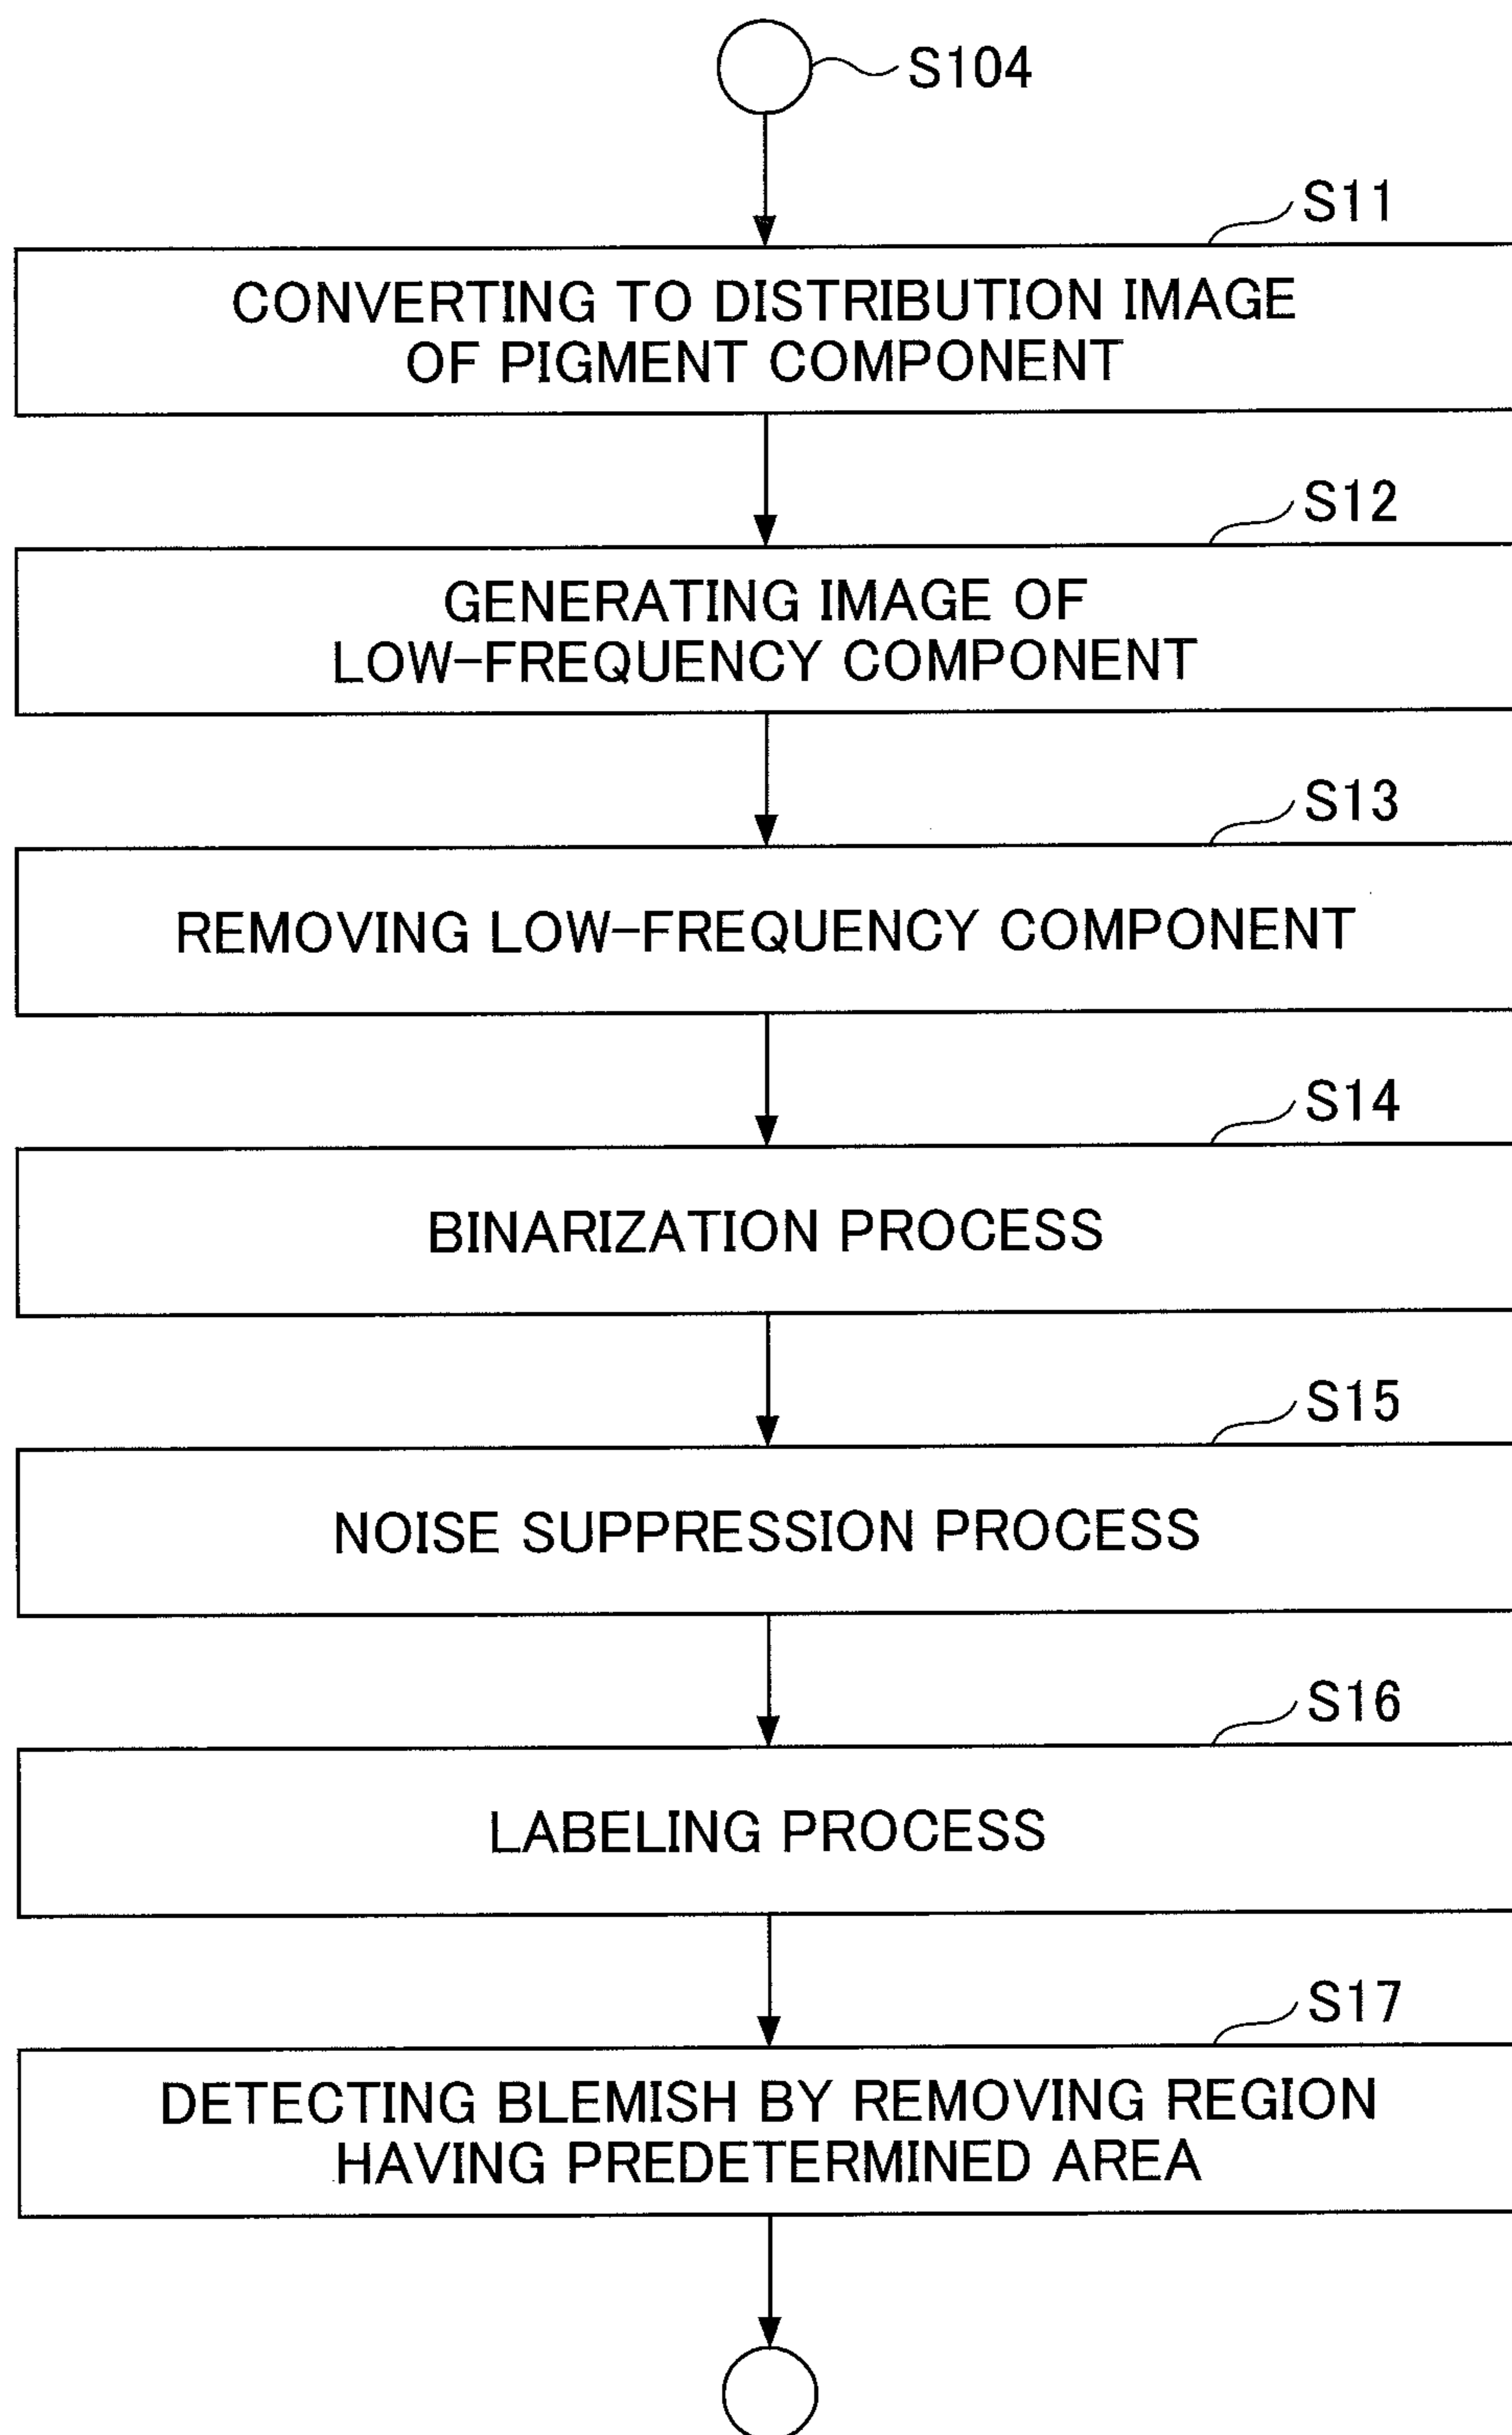 S104
S11
CONVERTING TO DISTRIBUTION IMAGE
OF PIGMENT COMPONENT
S12
GENERATING IMAGE OF
LOW-FREQUENCY COMPONENT
S13
REMOVING LOW-FREQUENCY COMPONENT
S14
BINARIZATION PROCESS
S15
NOISE SUPPRESSION PROCESS
S16
LABELING PROCESS
S17
DETECTING BLEMISH BY REMOVING REGION
HAVING PREDETERMINED AREA